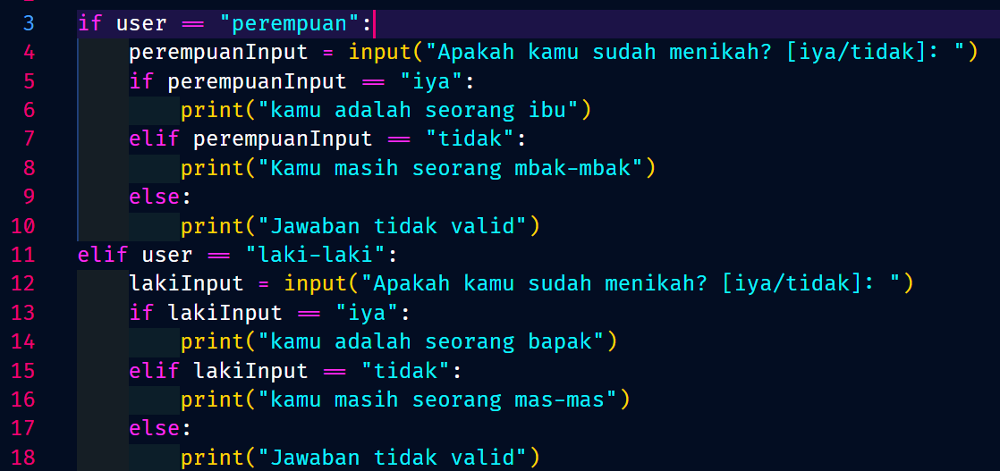 3 if user == "perempuan":
4 perempuanInput = input("Apakah kamu sudah menikah? [iya/tidak]: ")
5 if perempuanInput == "iya":
6 print("kamu adalah seorang ibu")
7 elif perempuanInput == "tidak":
8 print("Kamu masih seorang mbak-mbak")
9 else:
10 print("Jawaban tidak valid")
11 elif user == "laki-laki":
12 lakiInput = input("Apakah kamu sudah menikah? [iya/tidak]: ")
13 if lakiInput == "iya":
14 print("kamu adalah seorang bapak")
15 elif lakiInput == "tidak":
16 print("kamu masih seorang mas-mas")
17 else:
18 print("Jawaban tidak valid")